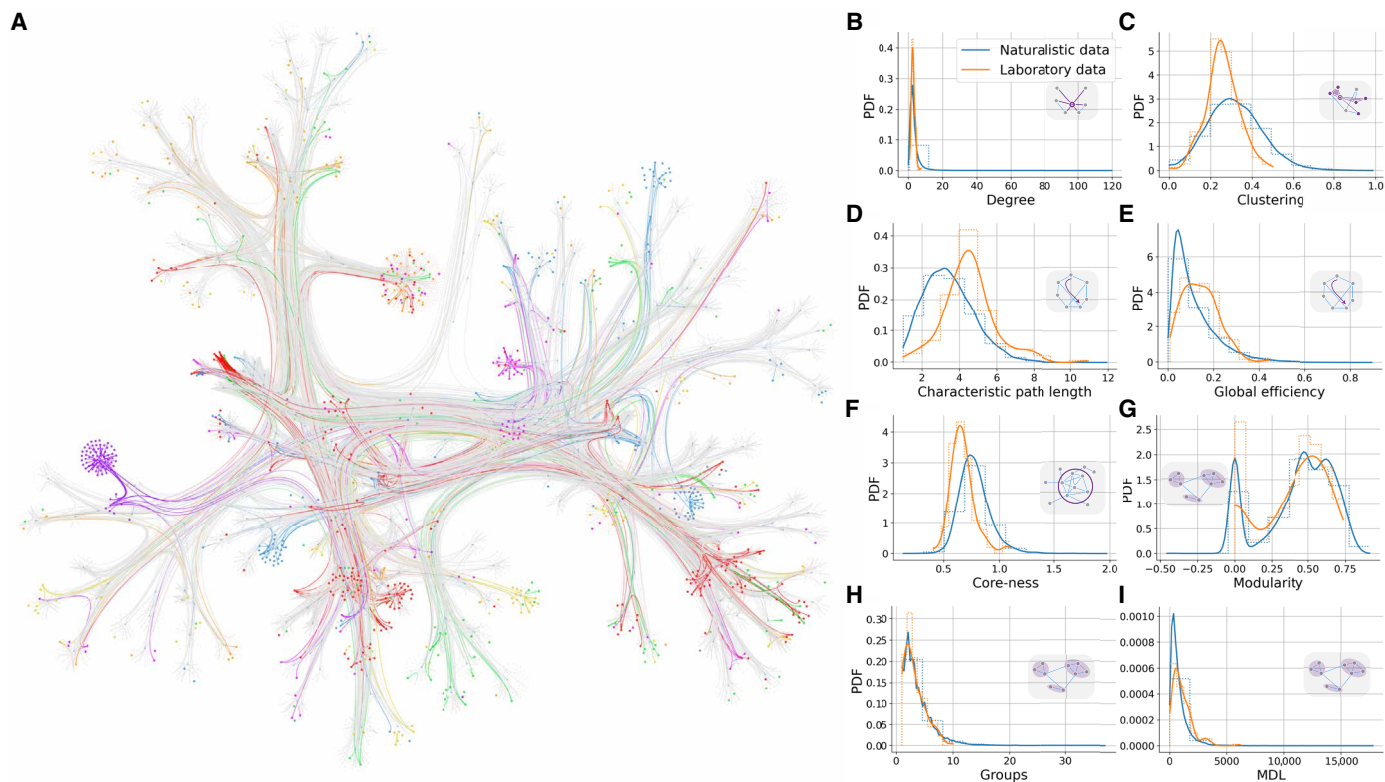 A
B
0.4
0.3
0.2
0.1
0.0
PDF
Naturalistic data
Laboratory data
0 20 40 60 80 100 120
Degree
C
5
4
3
2
1
0
PDF
0.0 0.2 0.4 0.6 0.8 1.0
Clustering
D
0.4
0.3
0.2
0.1
0.0
PDF
2 4 6 8 10 12
Characteristic path length
E
6
4
2
0
PDF
0.0 0.2 0.4 0.6 0.8
Global efficiency
F
4
3
2
1
0
PDF
0.5 1.0 1.5 2.0
Core-ness
G
2.5
2.0
1.5
1.0
0.5
0.0
PDF
−0.50 −0.25 0.00 0.25 0.50 0.75
Modularity
H
0.30
0.25
0.20
0.15
0.10
0.05
0.00
PDF
0 10 20 30
Groups
I
0.0010
0.0008
0.0006
0.0004
0.0002
0.0000
PDF
0 5000 10,000 15,000
MDL